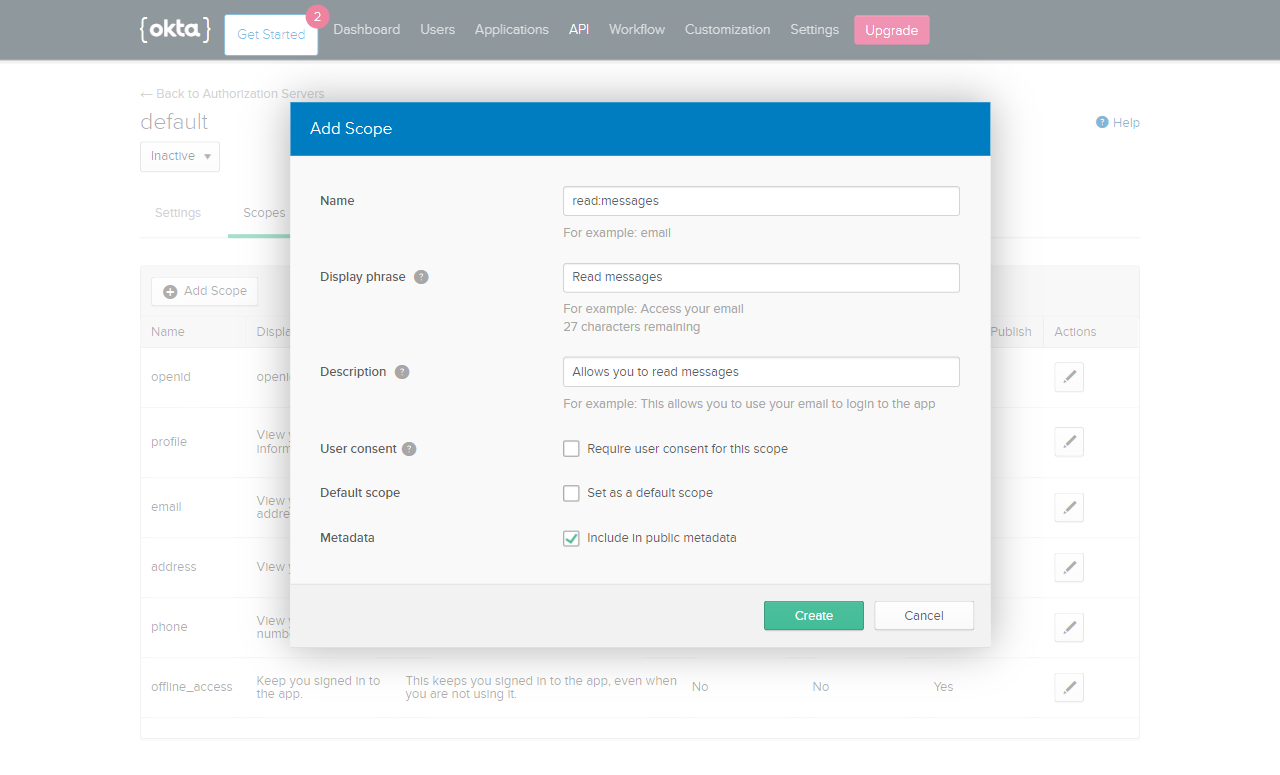 {okta}
Get Started
2
Dashboard
Users
Applications
API
Workflow
Customization
Settings
Upgrade
← Back to Authorization Servers
default
? Help
Inactive
Settings
Scopes
Add Scope
Name
read:messages
For example: email
Display phrase ?
Read messages
For example: Access your email
27 characters remaining
Description ?
Allows you to read messages
For example: This allows you to use your email to login to the app
User consent ?
Require user consent for this scope
Default scope
Set as a default scope
Metadata
Include in public metadata
Create
Cancel
Add Scope
Name
Publish
Actions
openid
profile
View
email
View
address
View
phone
View
offline_access
Keep you signed in to
the app.
This keeps you signed in to the app, even when
you are not using it.
No
No
Yes